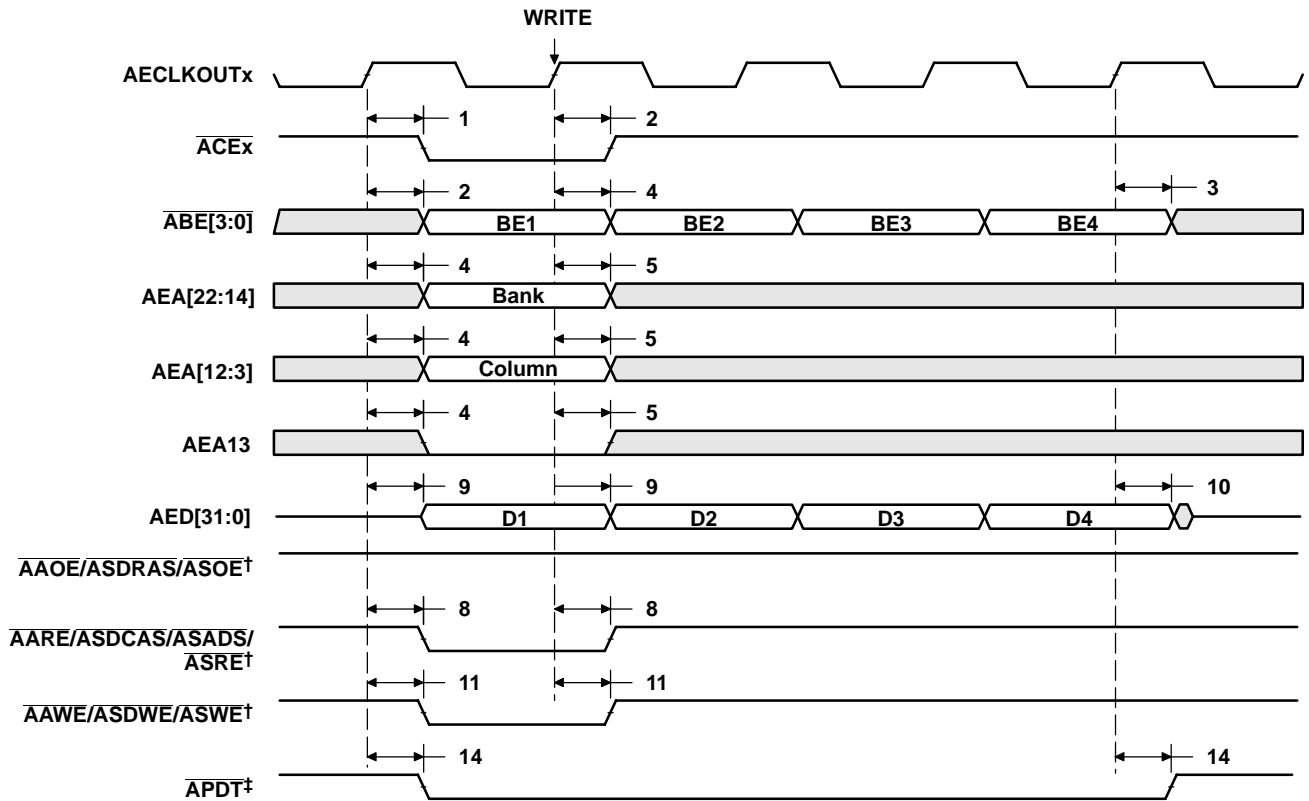 WRITE
AECLKOUTx
1 2
ACEx
2 4 3
ABE[3:0] BE1 BE2 BE3 BE4
4 5
AEA[22:14] Bank
4 5
AEA[12:3] Column
4 5
AEA13
9 9 10
AED[31:0] D1 D2 D3 D4
AAOE/ASDRAS/ASOE†
8 8
AARE/ASDCAS/ASADS/
ASRE†
11 11
AAWE/ASDWE/ASWE†
14 14
APDT‡